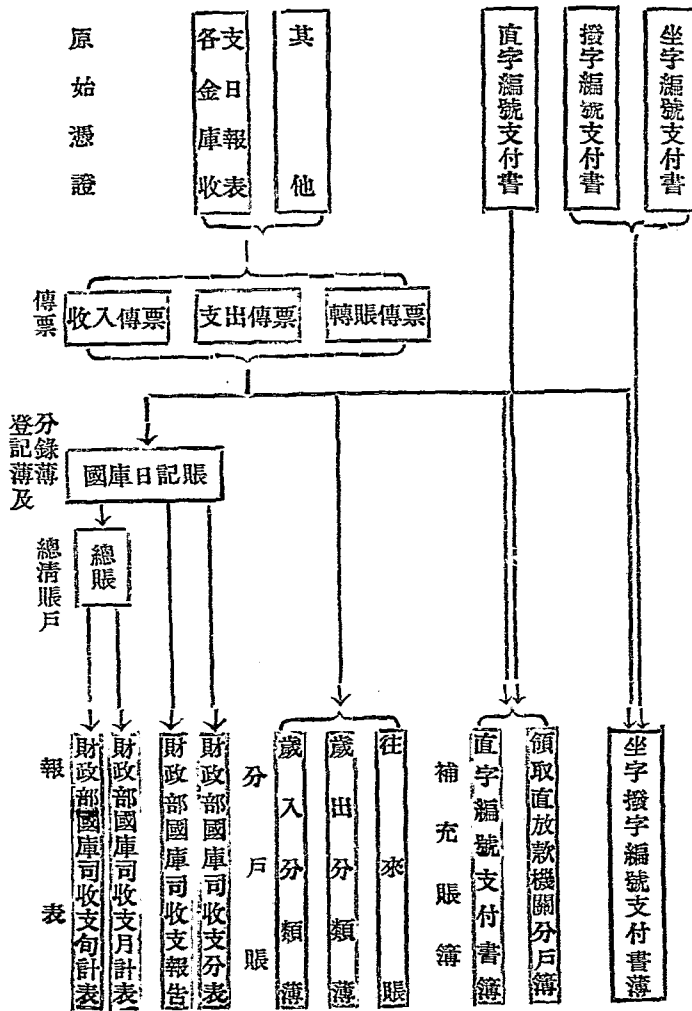 原始憑證
各金庫收
支日報表
其他
直字編號支付書
撥字編號支付書
坐字編號支付書
傳票
收入傳票
支出傳票
轉賬傳票
分錄簿
登記薄及
國庫日記賬
總清賬戶
總賬
報表
財政部國庫司收支旬計表
財政部國庫司收支月計表
財政部國庫司收支報告
財政部國庫司收支分表
分戶賬
歲入分類薄
歲出分類薄
往來賬
補充賬簿
直字編號支付書簿
領取直放款機關分戶簿
坐字撥字編號支付書薄